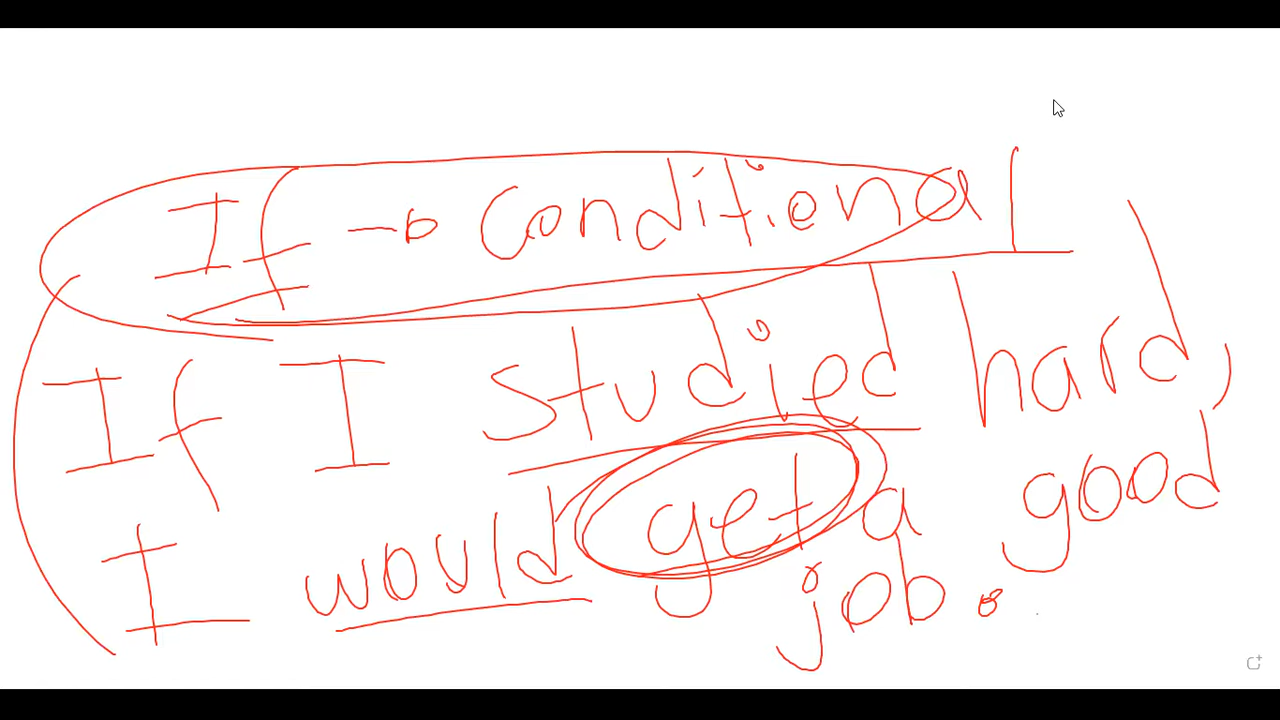 If → Conditional
If I studied hard,
I would get a good
job.